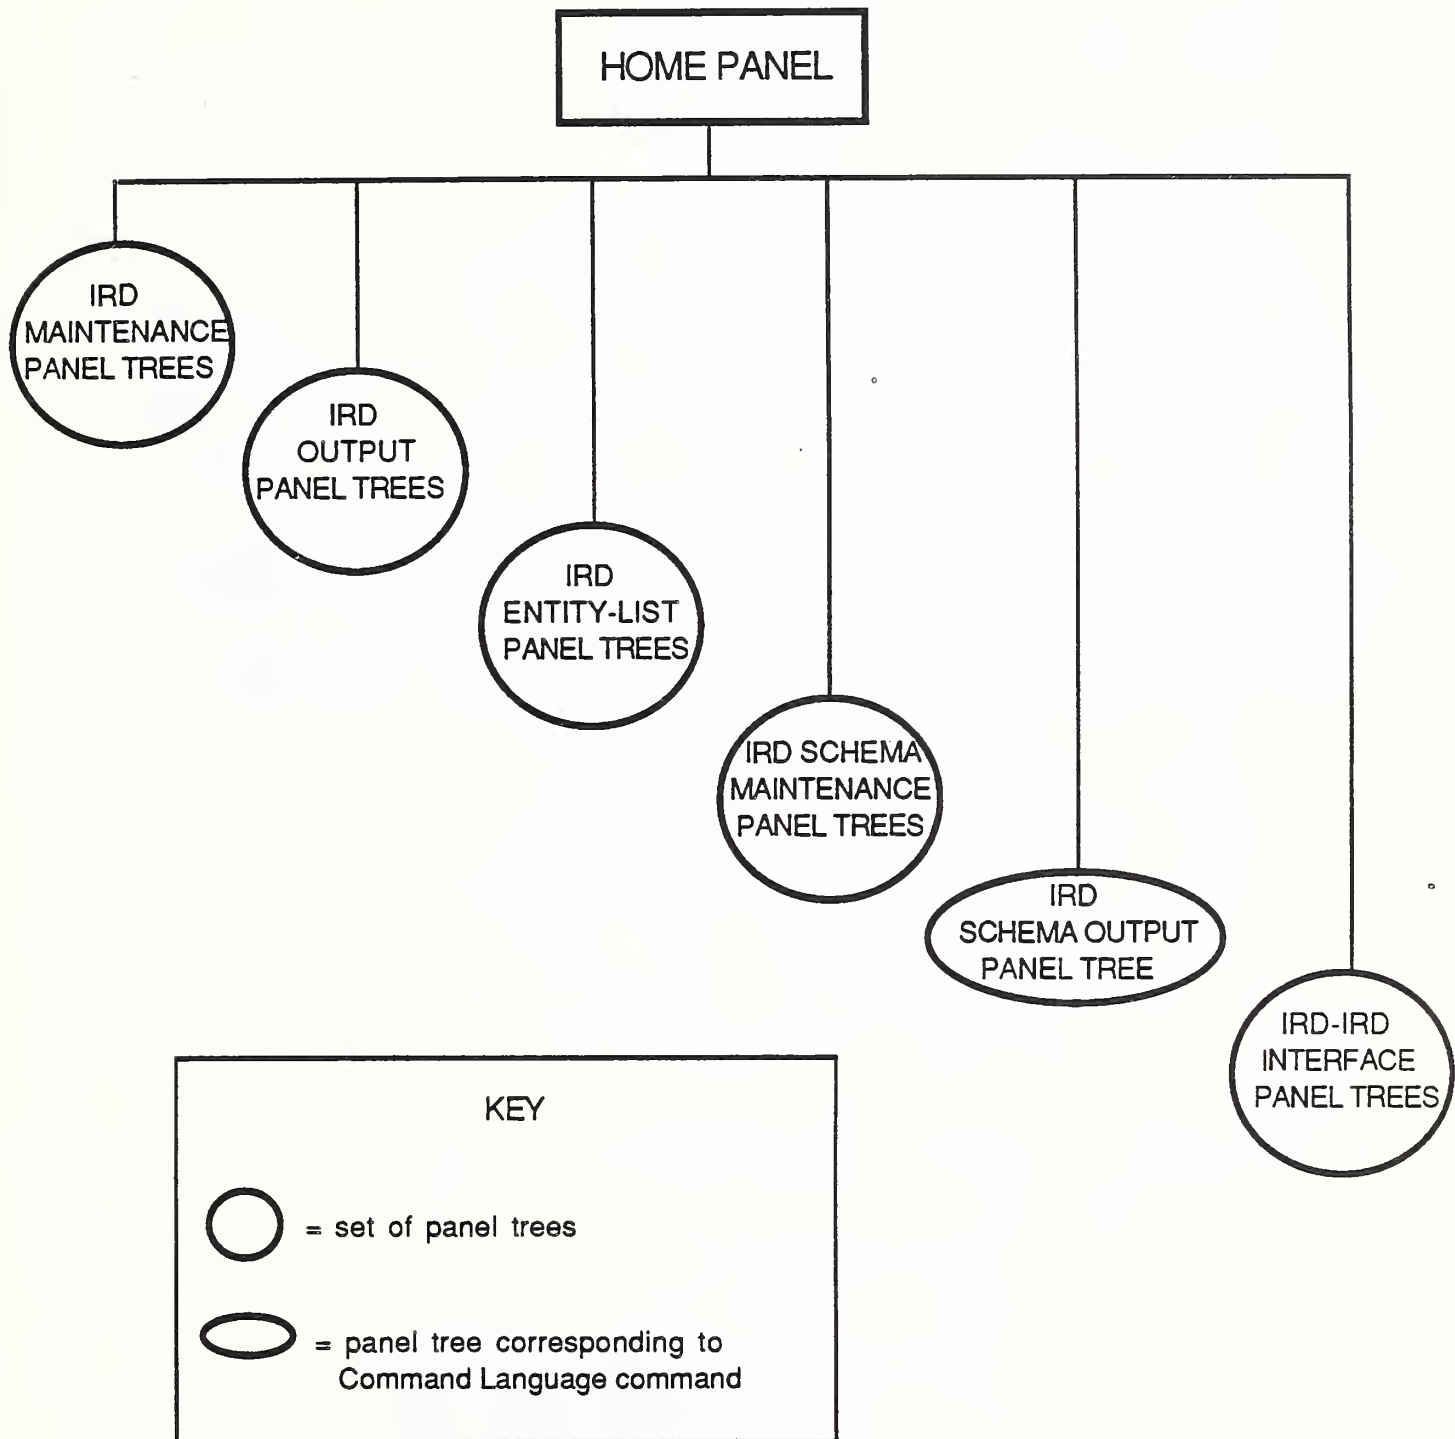 HOME PANEL
IRD
MAINTENANCE
PANEL TREES
IRD
OUTPUT
PANEL TREES
IRD
ENTITY-LIST
PANEL TREES
IRD SCHEMA
MAINTENANCE
PANEL TREES
IRD
SCHEMA OUTPUT
PANEL TREE
IRD-IRD
INTERFACE
PANEL TREES
KEY
= set of panel trees
= panel tree corresponding to
Command Language command